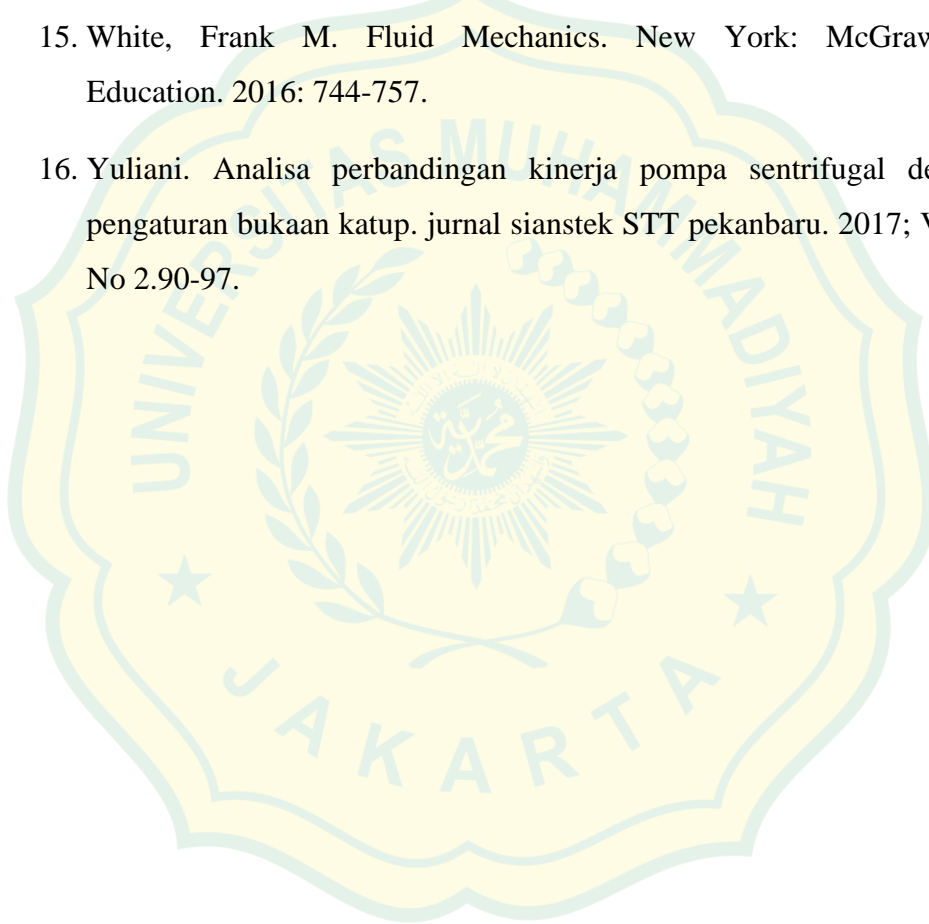 15. White, Frank M. Fluid Mechanics. New York: McGraw
Education. 2016: 744-757.
16. Yuliani. Analisa perbandingan kinerja pompa sentrifugal de
pengaturan bukaan katup. jurnal sianstek STT pekanbaru. 2017; V
No 2.90-97.
UNIVERSITAS MUHAMMADIYAH
JAKARTA